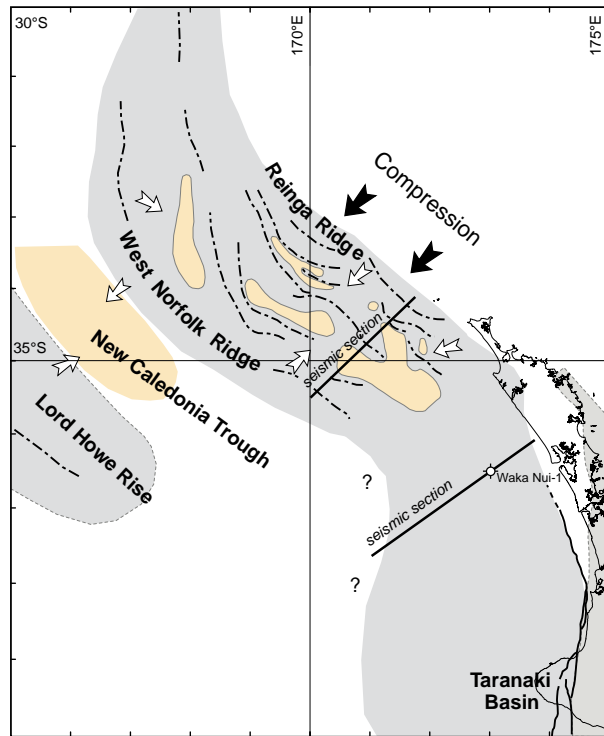 30°S
170°E
175°E
Compression
Reinga Ridge
West Norfolk Ridge
seismic section
35°S
New Caledonia Trough
Lord Howe Rise
?
Waka Nui-1
seismic section
?
Taranaki
Basin